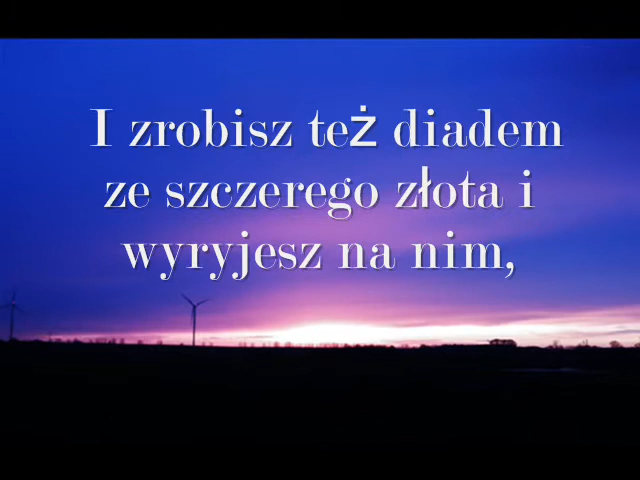 I zrobisz też diadem
ze szczerego złota i
wyryjesz na nim,